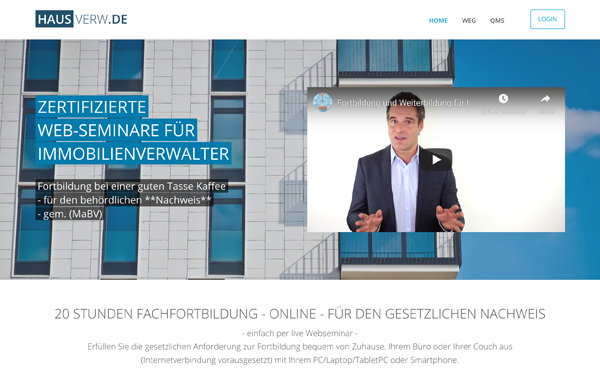 HAUSVERW.DE
HOME WEG QMS LOGIN
ZERTIFIZIERTE
WEB-SEMINARE FÜR
IMMOBILIENVERWALTER
Fortbildung bei einer guten Tasse Kaffee
- für den behördlichen **Nachweis**
- gem. (MaBV)
Fortbildung und Weiterbildung für I
20 STUNDEN FACHFORTBILDUNG - ONLINE - FÜR DEN GESETZLICHEN NACHWEIS
- einfach per live Webseminar -
Erfüllen Sie die gesetzlichen Anforderung zur Fortbildung bequem von Zuhause, Ihrem Büro oder Ihrer Couch aus
(Internetverbindung vorausgesetzt) mit Ihrem PC/Laptop/TabletPC oder Smartphone.